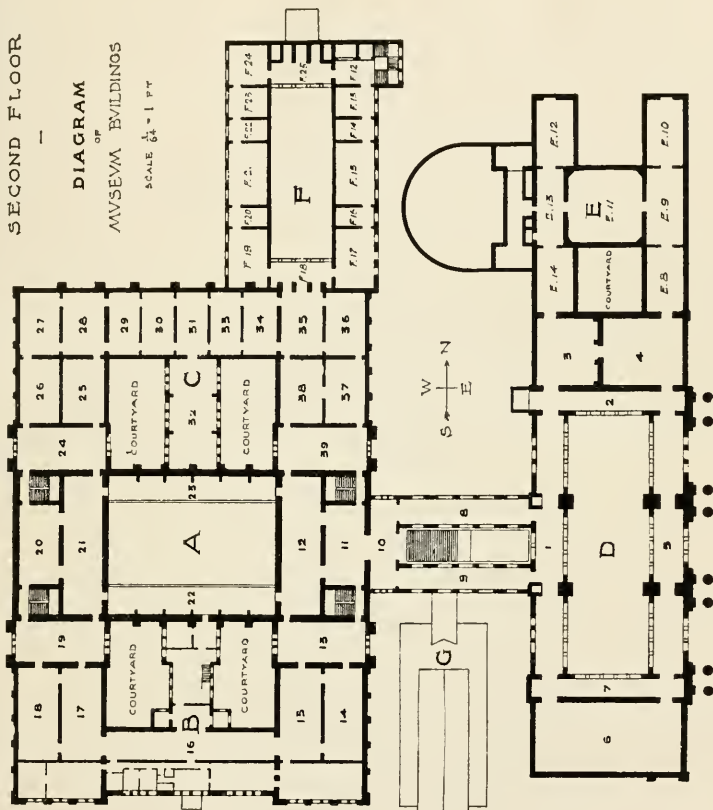 SECOND FLOOR
—
DIAGRAM
OF
MVSEVM BVILDINGS
SCALE 1/64 = 1 FT
F.24
F.23
F.22
F.21
F.20
F.19
F.25
F
F.18
F.12
F.13
F.14
F.15
F.16
F.17
27
28
29
30
31
33
34
35
36
26
25
COURTYARD
C
32
COURTYARD
38
37
24
39
23
20
21
A
12
11
22
19
13
COURTYARD
B
COURTYARD
18
17
16
15
14
10
8
9
G
W
S
N
E
E.12
E.13
E.14
E.11
E
COURTYARD
E.10
E.9
E.8
3
4
2
1
D
5
7
6